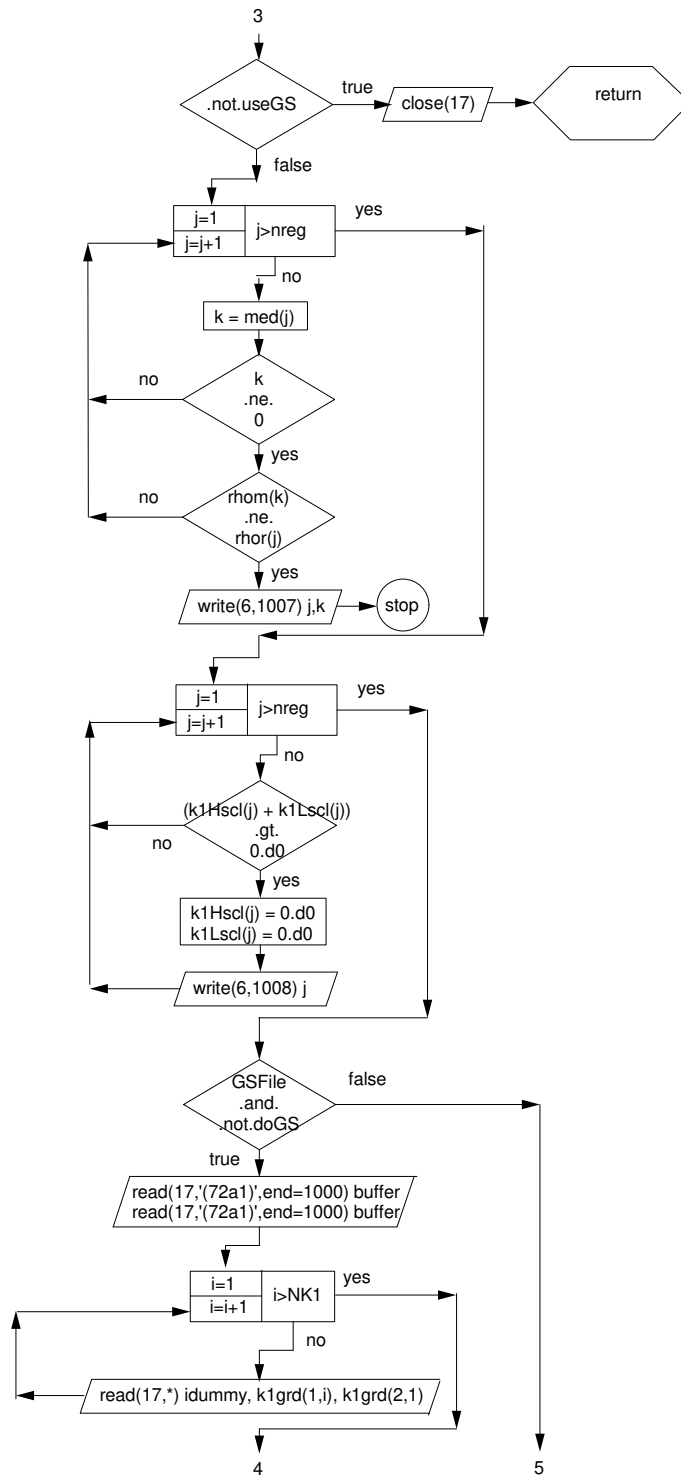 3
.not.useGS
true
close(17)
return
false
j=1
j=j+1
j>nreg
yes
no
k = med(j)
no
k
.ne.
0
yes
no
rhom(k)
.ne.
rhor(j)
yes
write(6,1007) j,k
stop
j=1
j=j+1
j>nreg
yes
no
(k1Hscl(j) + k1Lscl(j))
.gt.
0.d0
no
yes
k1Hscl(j) = 0.d0
k1Lscl(j) = 0.d0
write(6,1008) j
GSFile
.and.
.not.doGS
false
true
read(17,'(72a1)',end=1000) buffer
read(17,'(72a1)',end=1000) buffer
i=1
i=i+1
i>NK1
yes
no
read(17,*) idummy, k1grd(1,i), k1grd(2,1)
4
5